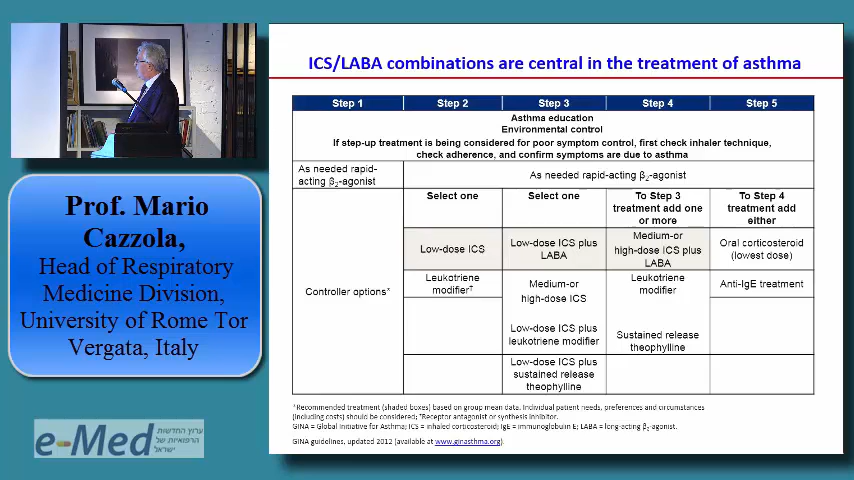 ICS/LABA combinations are central in the treatment of asthma
Step 1 Step 2 Step 3 Step 4 Step 5
Asthma education
Environmental control
If step-up treatment is being considered for poor symptom control, first check inhaler technique,
check adherence, and confirm symptoms are due to asthma
As needed rapid-
acting β2-agonist
As needed rapid-acting β2-agonist
Controller options*
Select one
Low-dose ICS
Leukotriene
modifier†
Select one
Low-dose ICS plus
LABA
Medium-or
high-dose ICS
Low-dose ICS plus
leukotriene modifier
Low-dose ICS plus
sustained release
theophylline
To Step 3
treatment add one
or more
Medium-or
high-dose ICS plus
LABA
Leukotriene
modifier
Sustained release
theophylline
To Step 4
treatment add
either
Oral corticosteroid
(lowest dose)
Anti-IgE treatment
*Recommended treatment (shaded boxes) based on group mean data. Individual patient needs, preferences and circumstances
(including costs) should be considered; †Receptor antagonist or synthesis inhibitor.
GINA = Global Initiative for Asthma; ICS = inhaled corticosteroid; IgE = immunoglobulin E; LABA = long-acting β2-agonist.
GINA guidelines, updated 2012 (available at www.ginasthma.org).
Prof. Mario
Cazzola,
Head of Respiratory
Medicine Division,
University of Rome Tor
Vergata, Italy
e-Med
ערוץ החדשות
הרפואיות של
ישראל